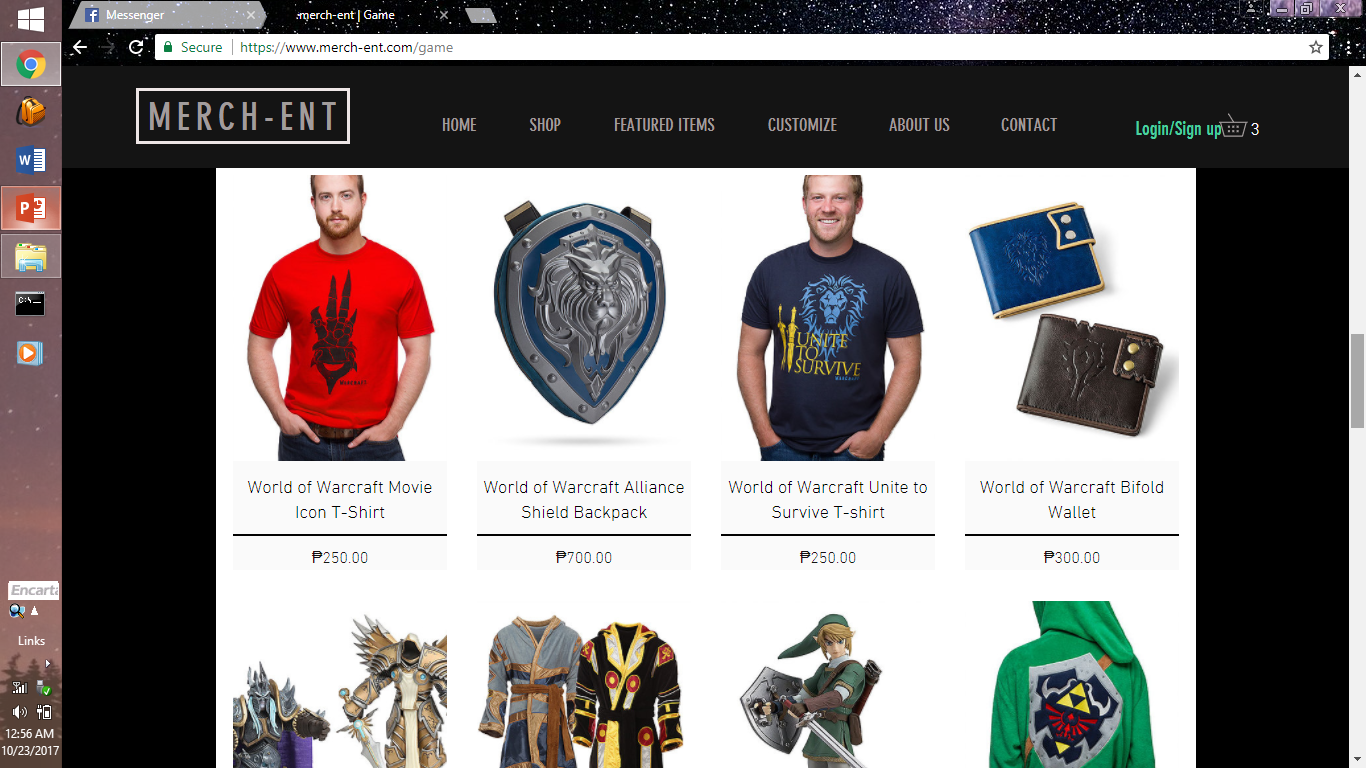 Messenger
merch-ent | Game
Secure
https://www.merch-ent.com/game
MERCH-ENT
HOME
SHOP
FEATURED ITEMS
CUSTOMIZE
ABOUT US
CONTACT
Login/Sign up
3
WARCRAFT
UNITE
TO
SURVIVE
WARCRAFT
World of Warcraft Movie
Icon T-Shirt
₱250.00
World of Warcraft Alliance
Shield Backpack
₱700.00
World of Warcraft Unite to
Survive T-shirt
₱250.00
World of Warcraft Bifold
Wallet
₱300.00
Encarta
Links
12:56 AM
10/23/2017